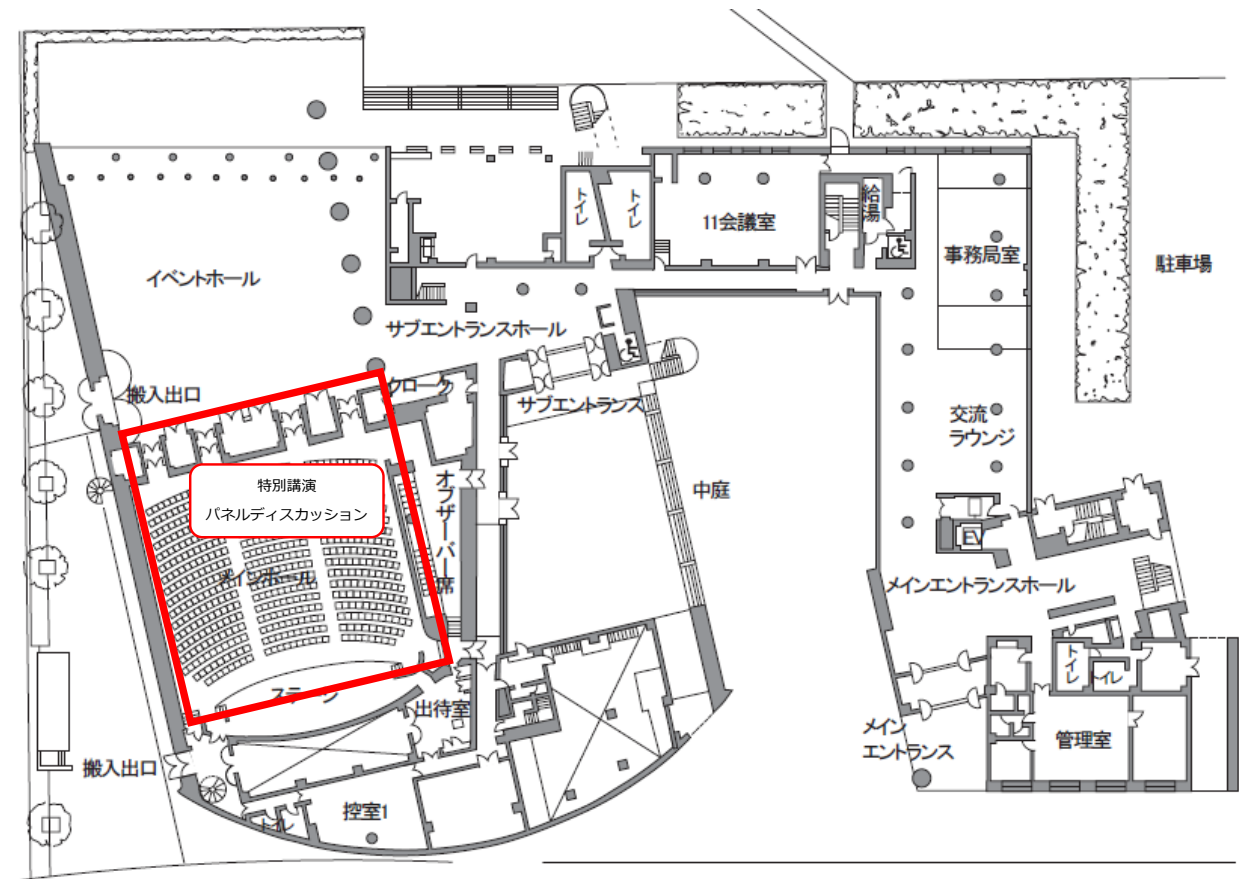 トイレ
トイレ
11会議室
給湯
事務局室
駐車場
イベントホール
サブエントランスホール
搬入出口
クローク
サブエントランス
交流
ラウンジ
特別講演
パネルディスカッション
オブザーバー席
中庭
EV
メインホール
メインエントランスホール
ステージ
出待室
トイレ
トイレ
メイン
エントランス
管理室
搬入出口
控室1
トイレ